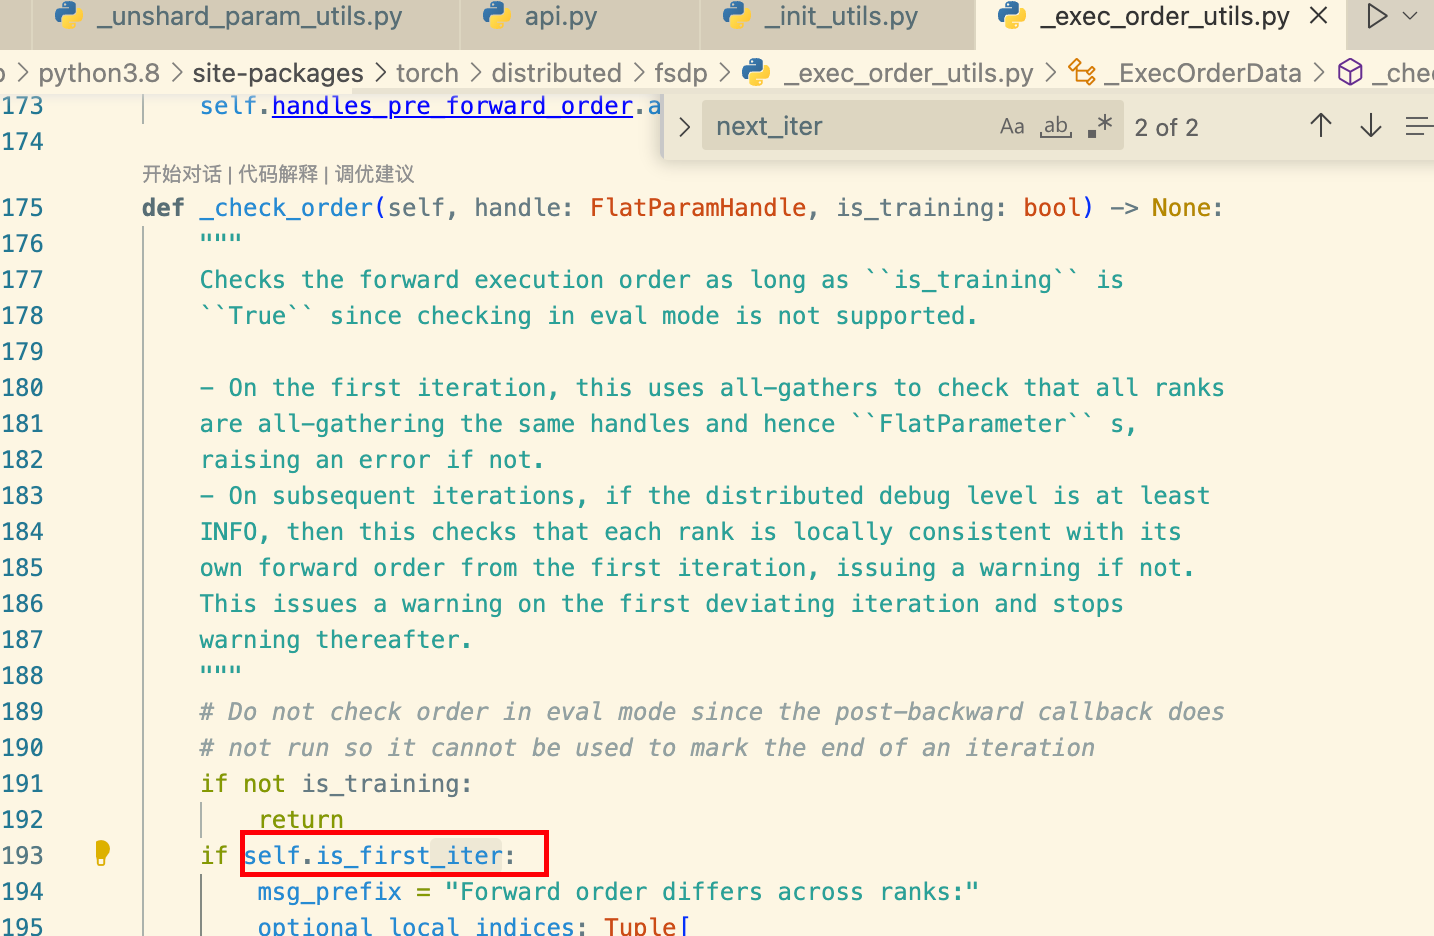 _unshard_param_utils.py api.py _init_utils.py _exec_order_utils.py
python3.8 > site-packages > torch > distributed > fsdp > _exec_order_utils.py > _ExecOrderData >
173 self.handles_pre_forward_order.a
next_iter Aa ab .* 2 of 2
174
开始对话 | 代码解释 | 调优建议
175 def _check_order(self, handle: FlatParamHandle, is_training: bool) -> None:
176 """
177 Checks the forward execution order as long as ``is_training`` is
178 ``True`` since checking in eval mode is not supported.
179
180 - On the first iteration, this uses all-gathers to check that all ranks
181 are all-gathering the same handles and hence ``FlatParameter`` s,
182 raising an error if not.
183 - On subsequent iterations, if the distributed debug level is at least
184 INFO, then this checks that each rank is locally consistent with its
185 own forward order from the first iteration, issuing a warning if not.
186 This issues a warning on the first deviating iteration and stops
187 warning thereafter.
188 """
189 # Do not check order in eval mode since the post-backward callback does
190 # not run so it cannot be used to mark the end of an iteration
191 if not is_training:
192 return
193 if self.is_first_iter:
194 msg_prefix = "Forward order differs across ranks:"
195 optional_local_indices: Tuple[